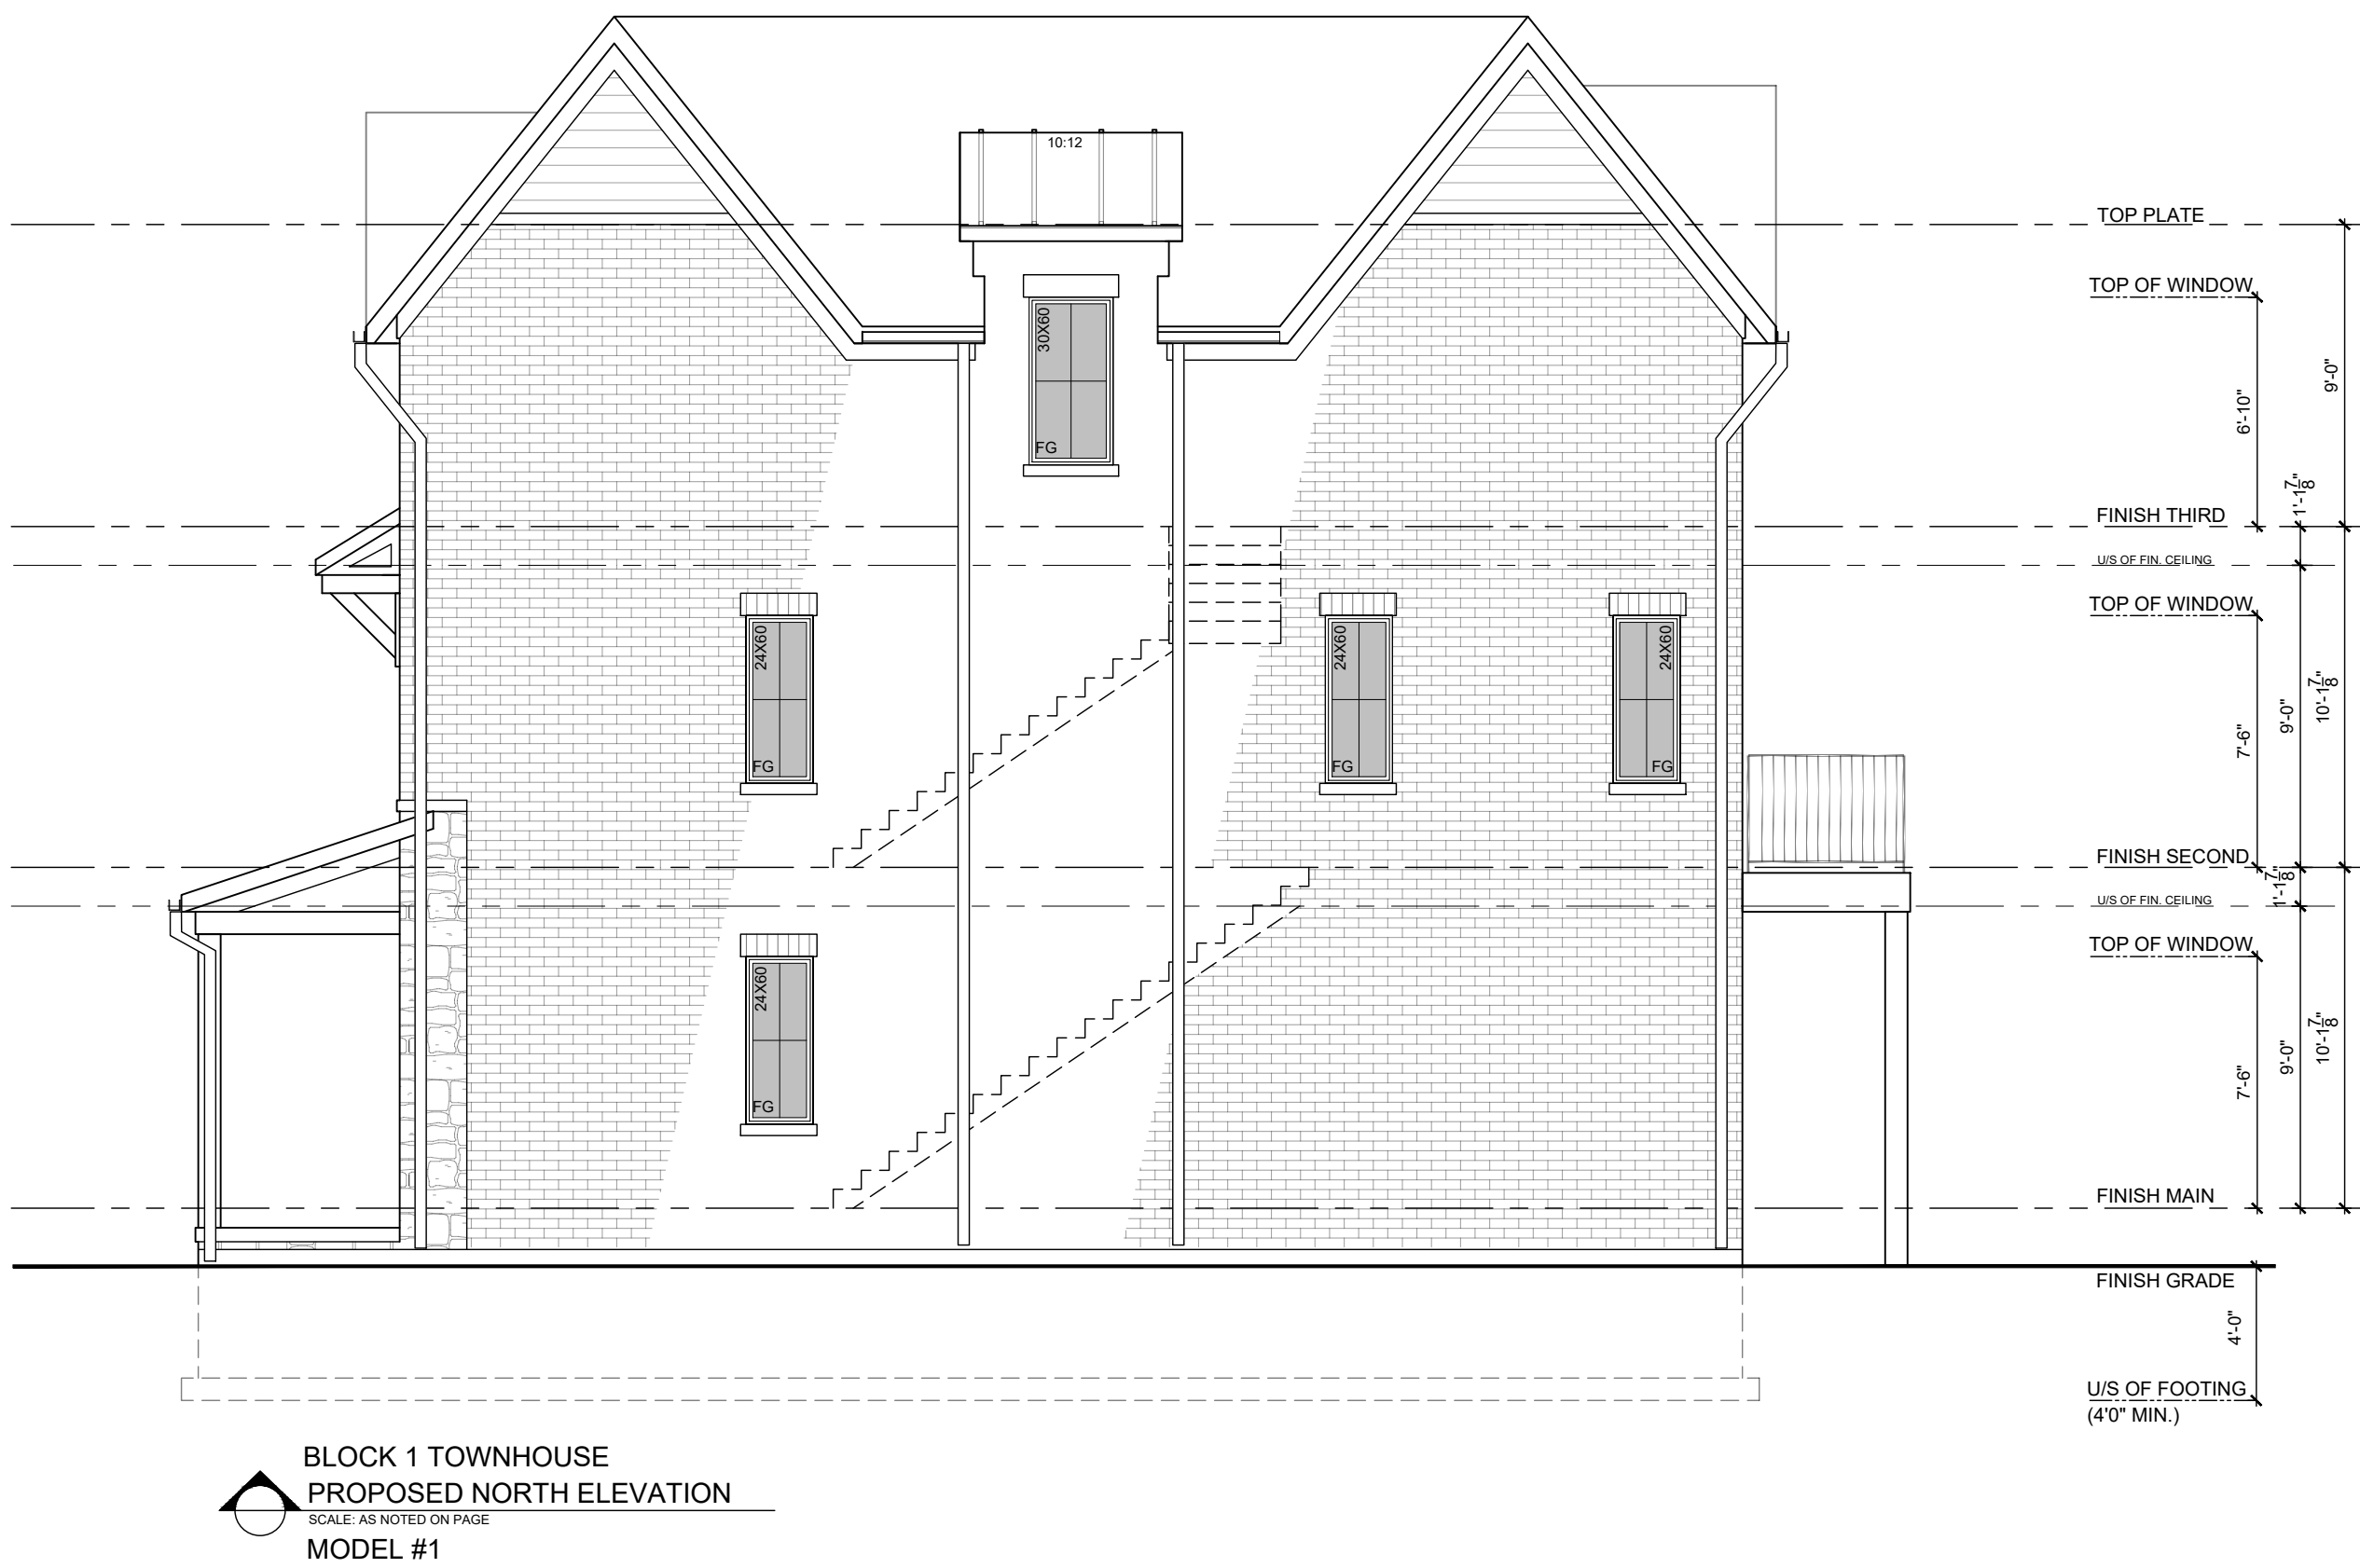 10:12
TOP PLATE
TOP OF WINDOW
30X60
FG
9'-0"
6'-10"
1'-1 7/8"
FINISH THIRD
U/S OF FIN. CEILING
TOP OF WINDOW
24X60
FG
24X60
FG
24X60
FG
7'-6"
9'-0"
10'-1 7/8"
FINISH SECOND
1'-1 7/8"
U/S OF FIN. CEILING
TOP OF WINDOW
24X60
FG
7'-6"
9'-0"
10'-1 7/8"
FINISH MAIN
FINISH GRADE
4'-0"
U/S OF FOOTING
(4'0" MIN.)
BLOCK 1 TOWNHOUSE
PROPOSED NORTH ELEVATION
SCALE: AS NOTED ON PAGE
MODEL #1